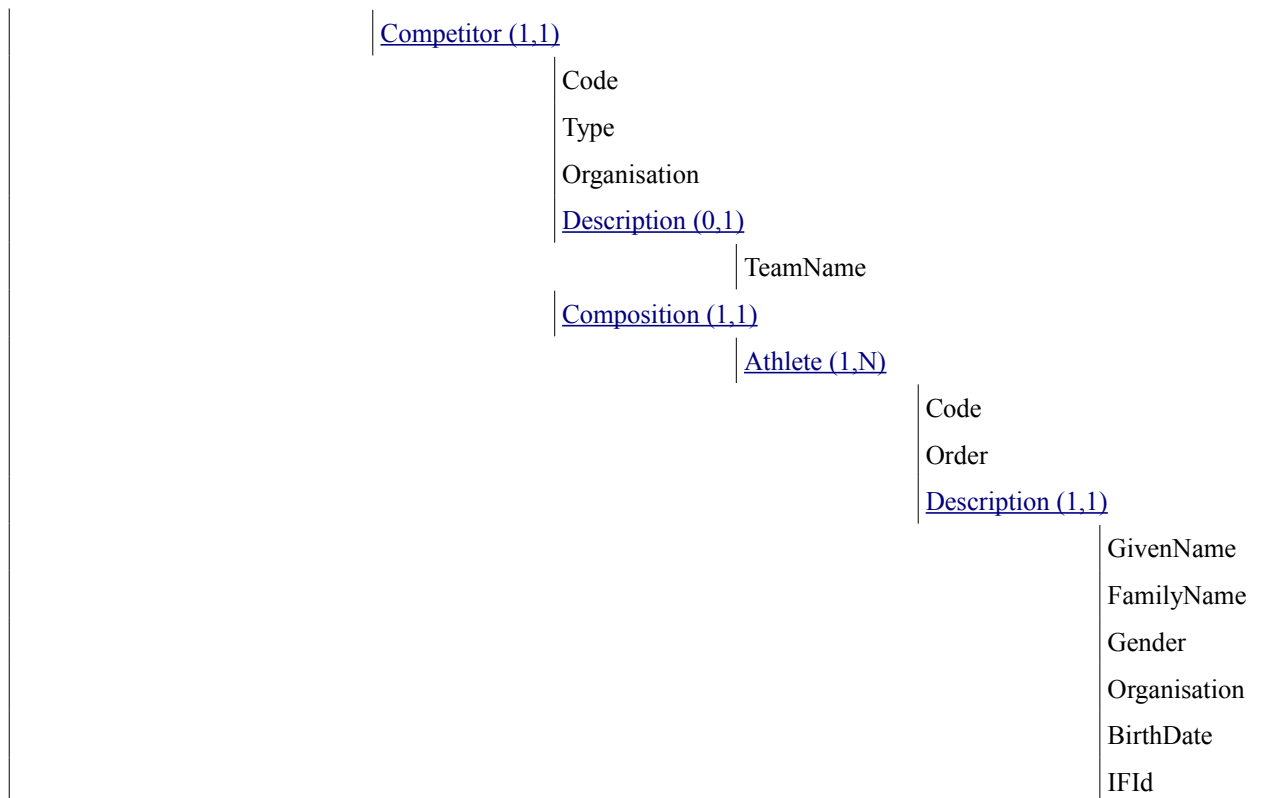 Competitor (1,1)
Code
Type
Organisation
Description (0,1)
TeamName
Composition (1,1)
Athlete (1,N)
Code
Order
Description (1,1)
GivenName
FamilyName
Gender
Organisation
BirthDate
IFId